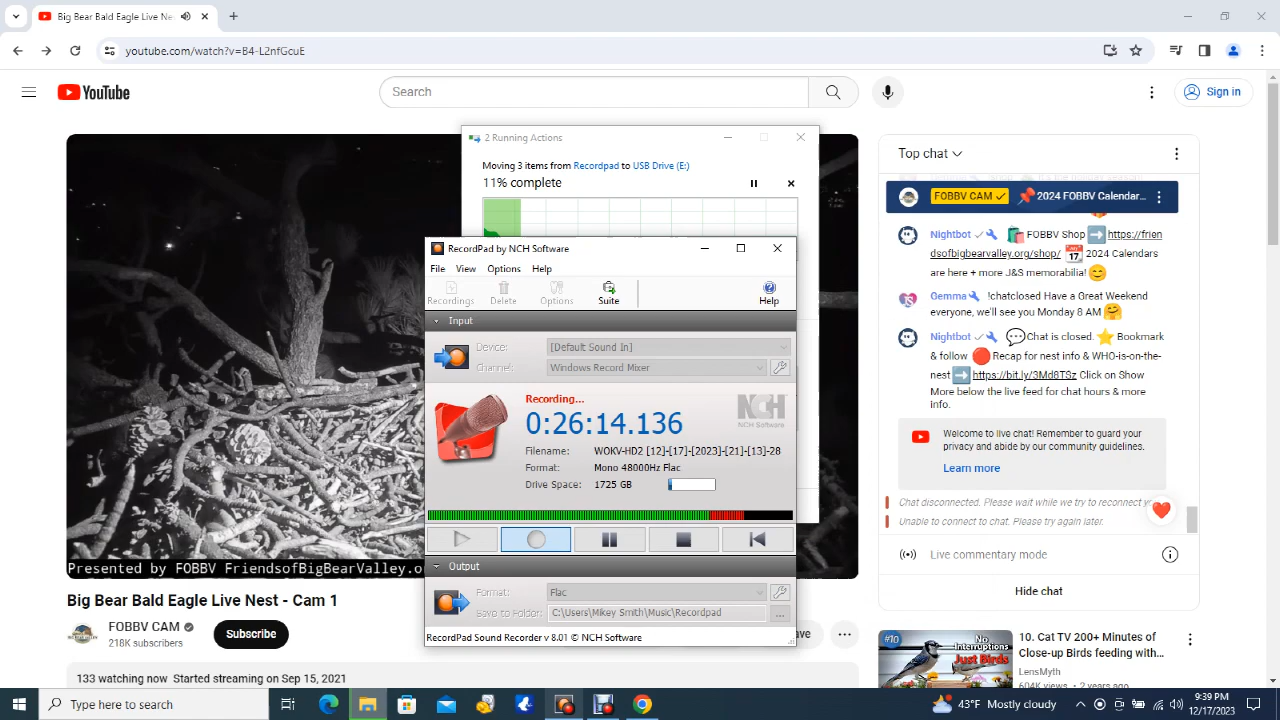 Big Bear Bald Eagle Live Nes
youtube.com/watch?v=B4-L2nfGcuE
YouTube
Search
Sign in
2 Running Actions
Moving 3 items from Recordpad to USB Drive (E:)
11% complete
RecordPad by NCH Software
File View Options Help
Recordings Delete Options Suite Help
Input
Device: [Default Sound In]
Channel: Windows Record Mixer
Recording...
0:26:14.136
NCH
NCH Software
Filename: WOKV-HD2 [12]-[17]-[2023]-[21]-[13]-28
Format: Mono 48000Hz Flac
Drive Space: 1725 GB
Output
Format: Flac
Save to Folder: C:\Users\Mikey Smith\Music\Recordpad
...
RecordPad Sound Recorder v 8.01 © NCH Software
Presented by FOBBV FriendsofBigBearValley.o
Big Bear Bald Eagle Live Nest - Cam 1
FOBBV CAM
218K subscribers
Subscribe
ave
133 watching now Started streaming on Sep 15, 2021
Top chat
FOBBV CAM 📌2024 FOBBV Calendar...
Nightbot 🛍️ FOBBV Shop ➡️ https://frien
dsofbigbearvalley.org/shop/ 📆 2024 Calendars
are here + more J&S memorabilia!😊
Gemma !chatclosed Have a Great Weekend
everyone, we'll see you Monday 8 AM 🤗
Nightbot 💬Chat is closed. ⭐ Bookmark
& follow 🔴 Recap for nest info & WHO-is-on-the-
nest ➡️ https://bit.ly/3Md8TSz Click on Show
More below the live feed for chat hours & more
info.
Welcome to live chat! Remember to guard your
privacy and abide by our community guidelines.
Learn more
Chat disconnected. Please wait while we try to reconnect y
Unable to connect to chat. Please try again later.
Live commentary mode
Hide chat
#10
No
Interruptions
Just Birds
10. Cat TV 200+ Minutes of
Close-up Birds feeding with...
LensMyth
604K views • 2 years ago
Type here to search
43°F Mostly cloudy
9:39 PM
12/17/2023